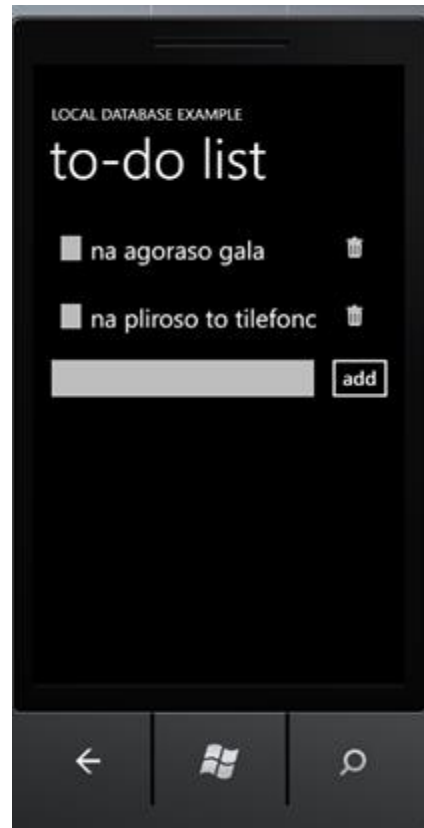 LOCAL DATABASE EXAMPLE
to-do list
na agoraso gala
na pliroso to tilefonc
add